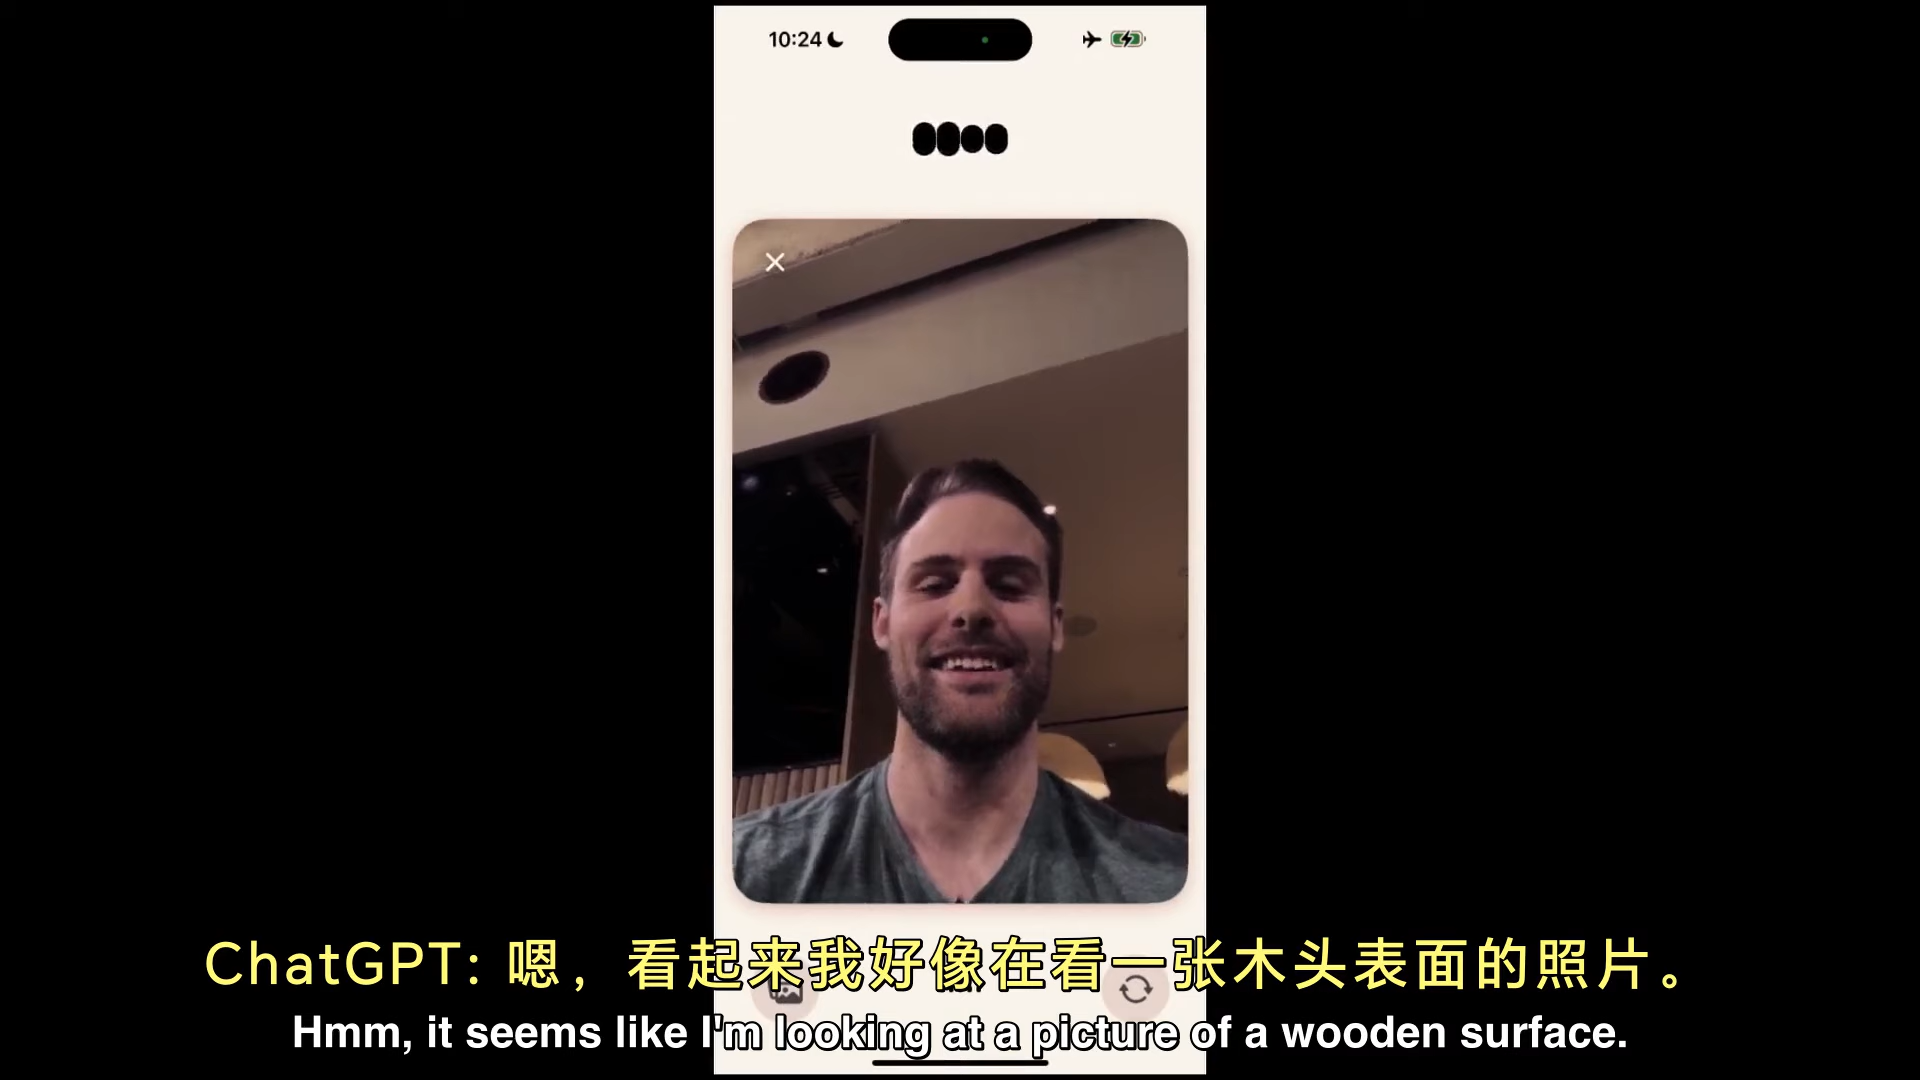 10:24
ChatGPT: 嗯，看起来我好像在看一张木头表面的照片。
Hmm, it seems like I'm looking at a picture of a wooden surface.